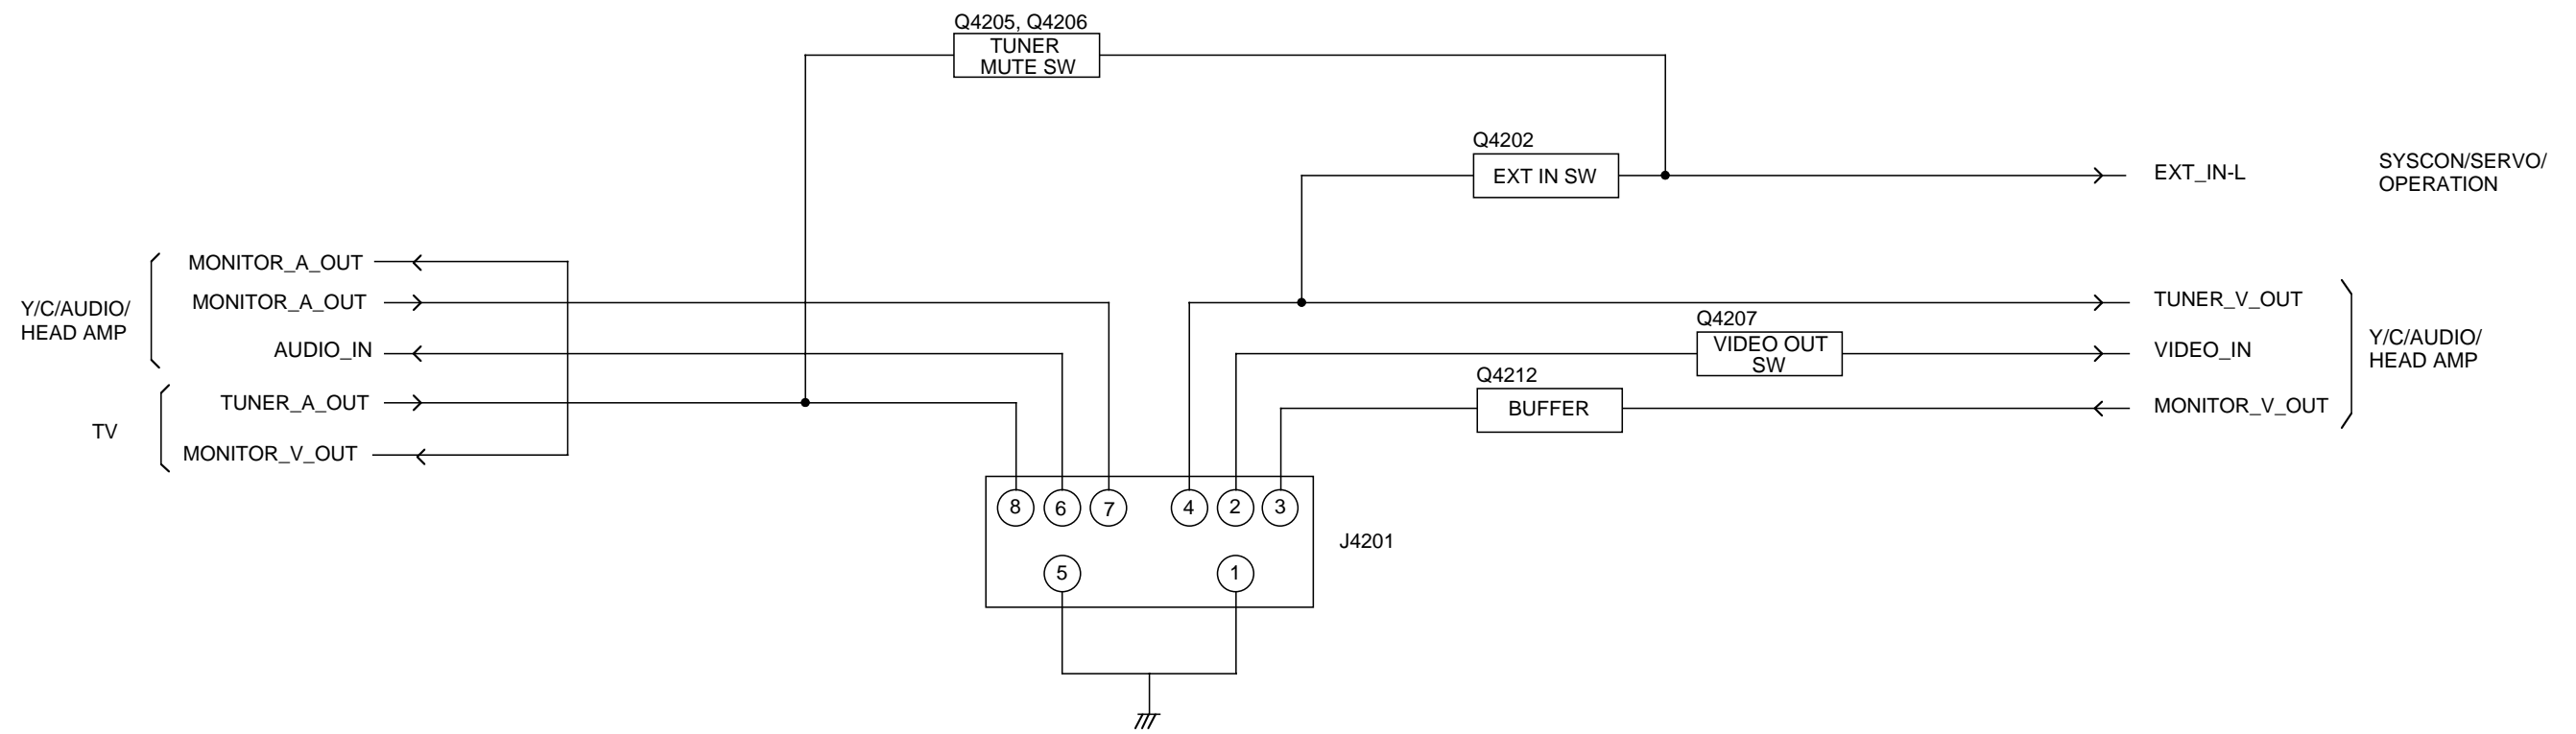 Q4205, Q4206
TUNER
MUTE SW
Q4202
EXT IN SW
EXT_IN-L
SYSCON/SERVO/
OPERATION
Y/C/AUDIO/
HEAD AMP
MONITOR_A_OUT
MONITOR_A_OUT
AUDIO_IN
TV
TUNER_A_OUT
MONITOR_V_OUT
TUNER_V_OUT
Q4207
VIDEO OUT
SW
VIDEO_IN
Q4212
BUFFER
MONITOR_V_OUT
Y/C/AUDIO/
HEAD AMP
8 6 7 4 2 3
J4201
5 1